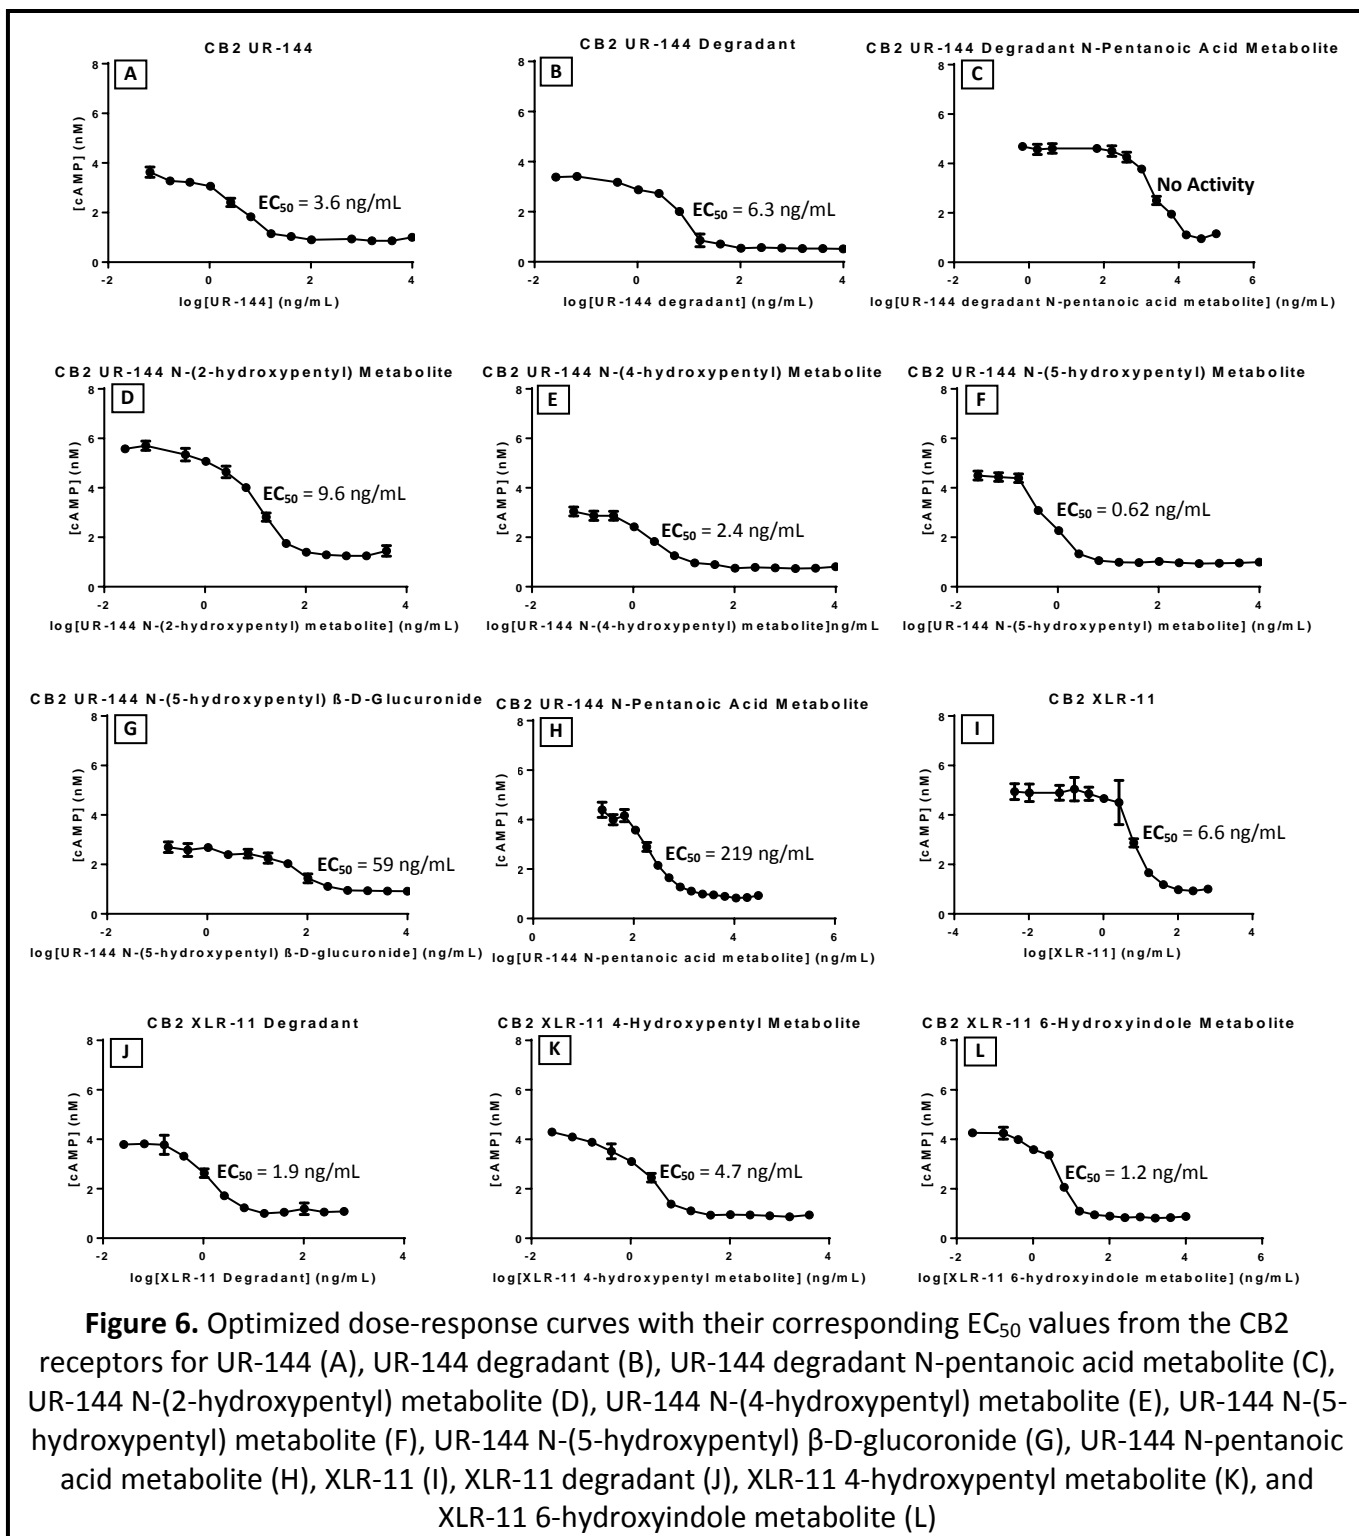 CB2 UR-144
A
[cAMP] (nM)
8
6
4
2
0
EC50 = 3.6 ng/mL
-2 0 2 4
log[UR-144] (ng/mL)
CB2 UR-144 Degradant
B
[cAMP] (nM)
8
6
4
2
0
EC50 = 6.3 ng/mL
-2 0 2 4
log[UR-144 degradant] (ng/mL)
CB2 UR-144 Degradant N-Pentanoic Acid Metabolite
C
[cAMP] (nM)
8
6
4
2
0
No Activity
-2 0 2 4 6
log[UR-144 degradant N-pentanoic acid metabolite] (ng/mL)
CB2 UR-144 N-(2-hydroxypentyl) Metabolite
D
[cAMP] (nM)
8
6
4
2
0
EC50 = 9.6 ng/mL
-2 0 2 4
log[UR-144 N-(2-hydroxypentyl) metabolite] (ng/mL)
CB2 UR-144 N-(4-hydroxypentyl) Metabolite
E
[cAMP] (nM)
8
6
4
2
0
EC50 = 2.4 ng/mL
-2 0 2 4
log[UR-144 N-(4-hydroxypentyl) metabolite]ng/mL
CB2 UR-144 N-(5-hydroxypentyl) Metabolite
F
[cAMP] (nM)
8
6
4
2
0
EC50 = 0.62 ng/mL
-2 0 2 4
log[UR-144 N-(5-hydroxypentyl) metabolite] (ng/mL)
CB2 UR-144 N-(5-hydroxypentyl) ß-D-Glucuronide
G
[cAMP] (nM)
8
6
4
2
0
EC50 = 59 ng/mL
-2 0 2 4
log[UR-144 N-(5-hydroxypentyl) ß-D-glucuronide] (ng/mL)
CB2 UR-144 N-Pentanoic Acid Metabolite
H
[cAMP] (nM)
8
6
4
2
0
EC50 = 219 ng/mL
0 2 4 6
log[UR-144 N-pentanoic acid metabolite] (ng/mL)
CB2 XLR-11
I
[cAMP] (nM)
8
6
4
2
0
EC50 = 6.6 ng/mL
-4 -2 0 2 4
log[XLR-11] (ng/mL)
CB2 XLR-11 Degradant
J
[cAMP] (nM)
8
6
4
2
0
EC50 = 1.9 ng/mL
-2 0 2 4
log[XLR-11 Degradant] (ng/mL)
CB2 XLR-11 4-Hydroxypentyl Metabolite
K
[cAMP] (nM)
8
6
4
2
0
EC50 = 4.7 ng/mL
-2 0 2 4
log[XLR-11 4-hydroxypentyl metabolite] (ng/mL)
CB2 XLR-11 6-Hydroxyindole Metabolite
L
[cAMP] (nM)
8
6
4
2
0
EC50 = 1.2 ng/mL
-2 0 2 4 6
log[XLR-11 6-hydroxyindole metabolite] (ng/mL)
Figure 6. Optimized dose-response curves with their corresponding EC50 values from the CB2
receptors for UR-144 (A), UR-144 degradant (B), UR-144 degradant N-pentanoic acid metabolite (C),
UR-144 N-(2-hydroxypentyl) metabolite (D), UR-144 N-(4-hydroxypentyl) metabolite (E), UR-144 N-(5-
hydroxypentyl) metabolite (F), UR-144 N-(5-hydroxypentyl) β-D-glucoronide (G), UR-144 N-pentanoic
acid metabolite (H), XLR-11 (I), XLR-11 degradant (J), XLR-11 4-hydroxypentyl metabolite (K), and
XLR-11 6-hydroxyindole metabolite (L)